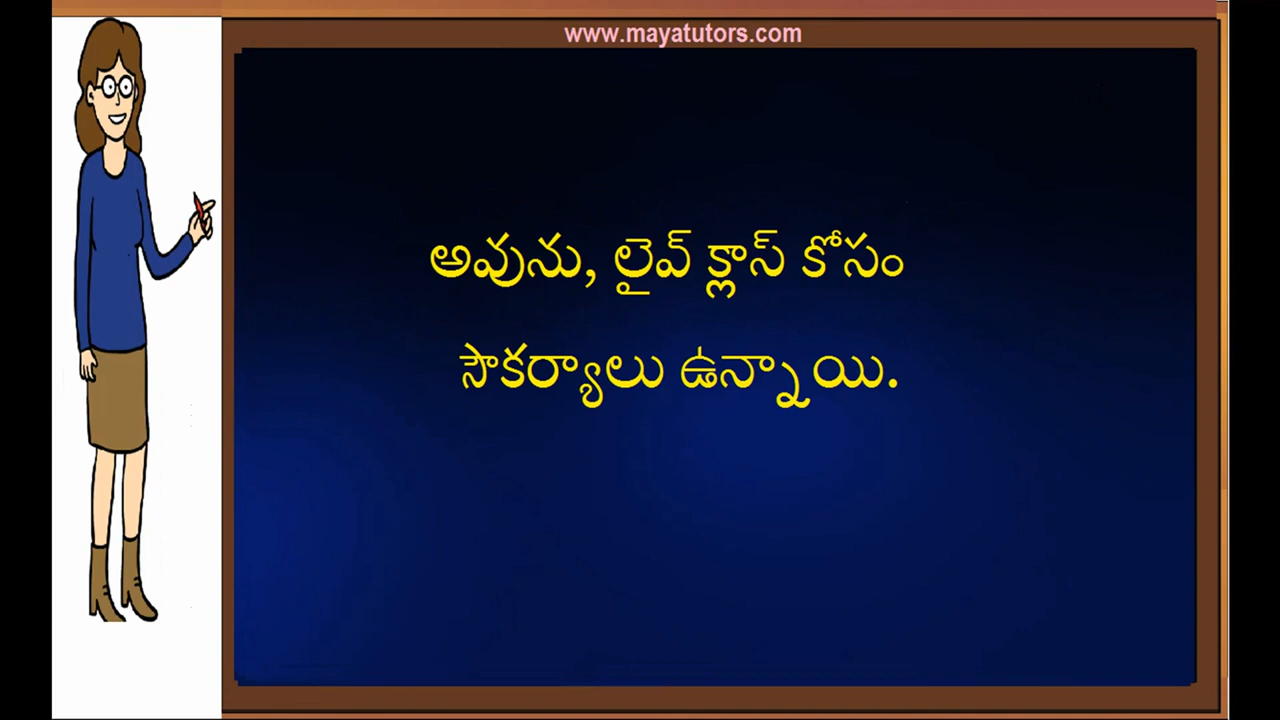 www.mayatutors.com
అవును, లైవ్ క్లాస్ కోసం
సౌకర్యాలు ఉన్నాయి.